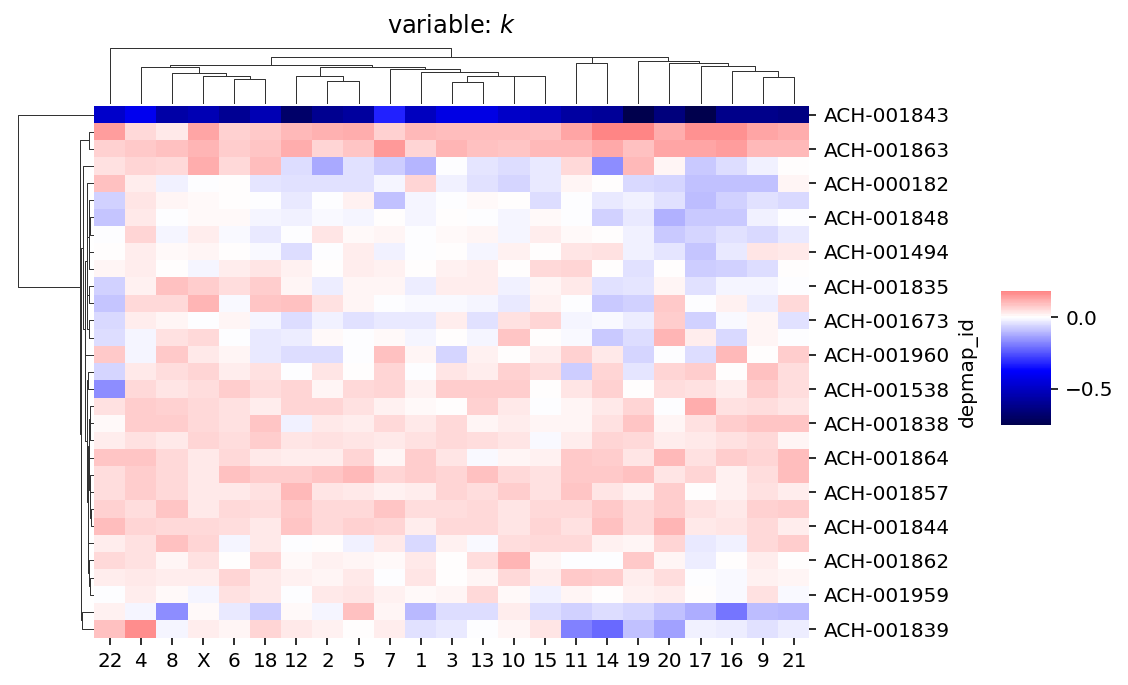 variable: k
ACH-001843
ACH-001863
ACH-000182
ACH-001848
ACH-001494
ACH-001835
ACH-001673
ACH-001960
ACH-001538
ACH-001838
ACH-001864
ACH-001857
ACH-001844
ACH-001862
ACH-001959
ACH-001839
depmap_id
0.0
−0.5
22 4 8 X 6 18 12 2 5 7 1 3 13 10 15 11 14 19 20 17 16 9 21